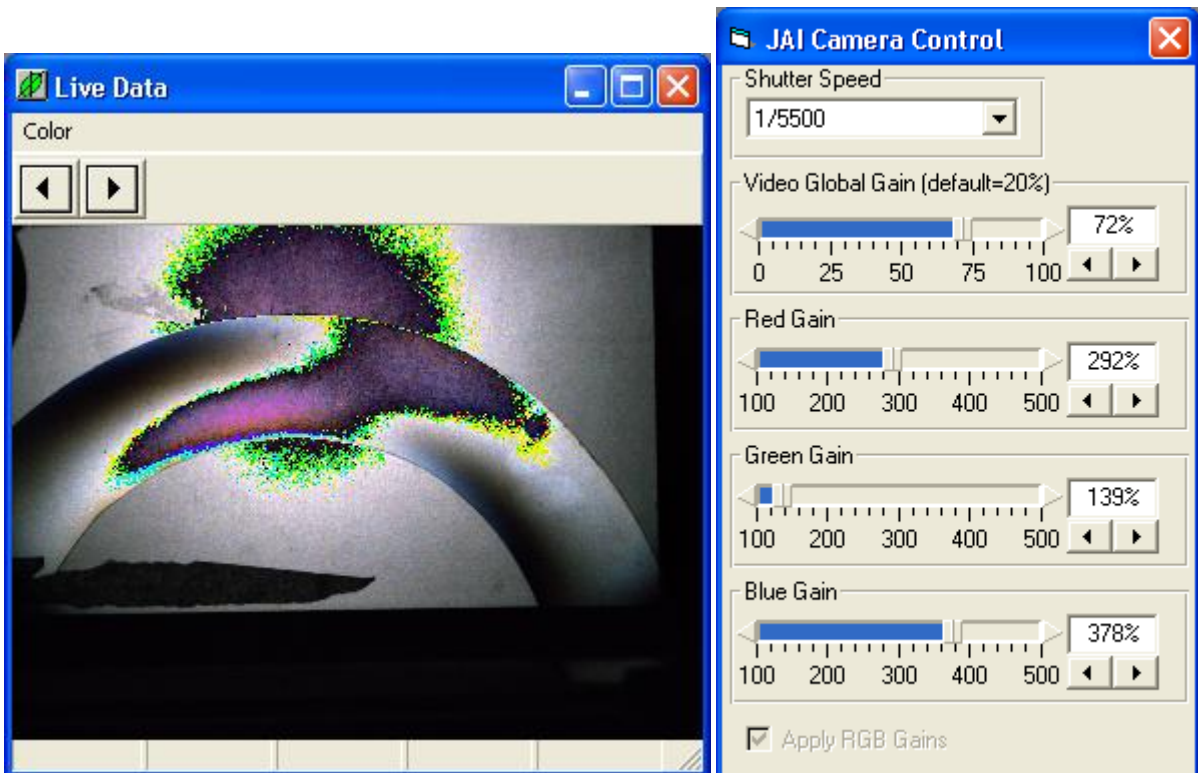 Live Data
Color
JAI Camera Control
Shutter Speed
1/5500
Video Global Gain (default=20%)
72%
0 25 50 75 100
Red Gain
292%
100 200 300 400 500
Green Gain
139%
100 200 300 400 500
Blue Gain
378%
100 200 300 400 500
Apply RGB Gains